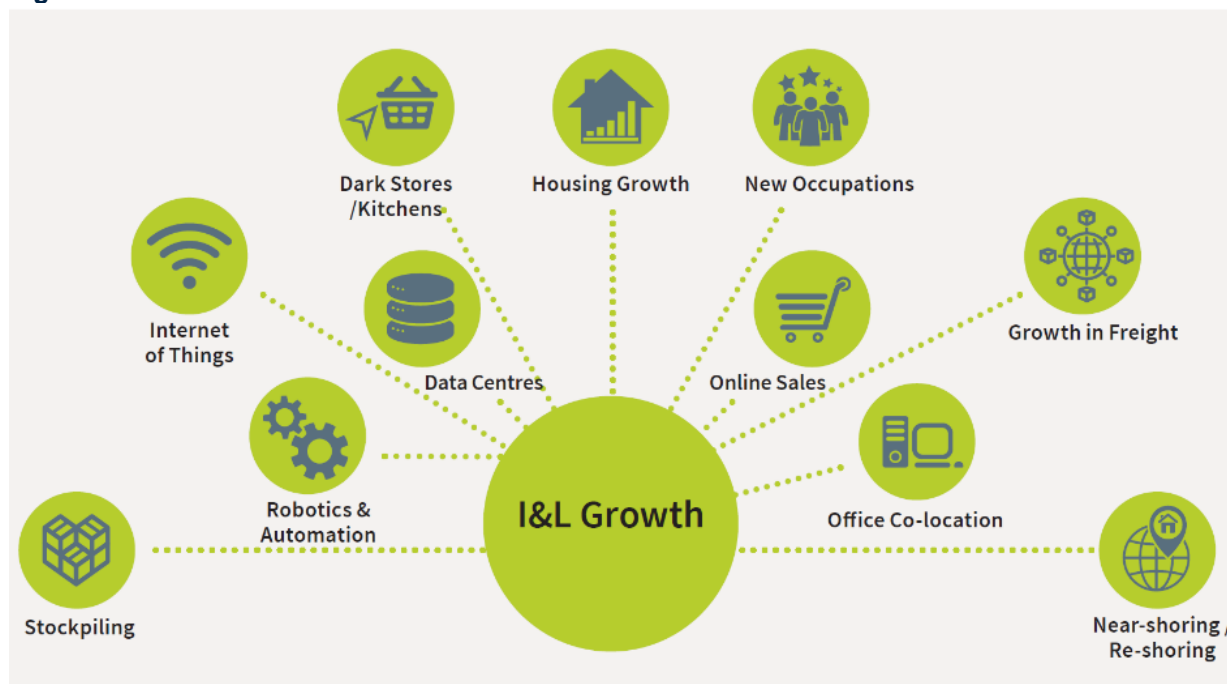 Dark Stores
/Kitchens
Housing Growth
New Occupations
Internet
of Things
Growth in Freight
Data Centres
Online Sales
Robotics &
Automation
I&L Growth
Office Co-location
Stockpiling
Near-shoring /
Re-shoring